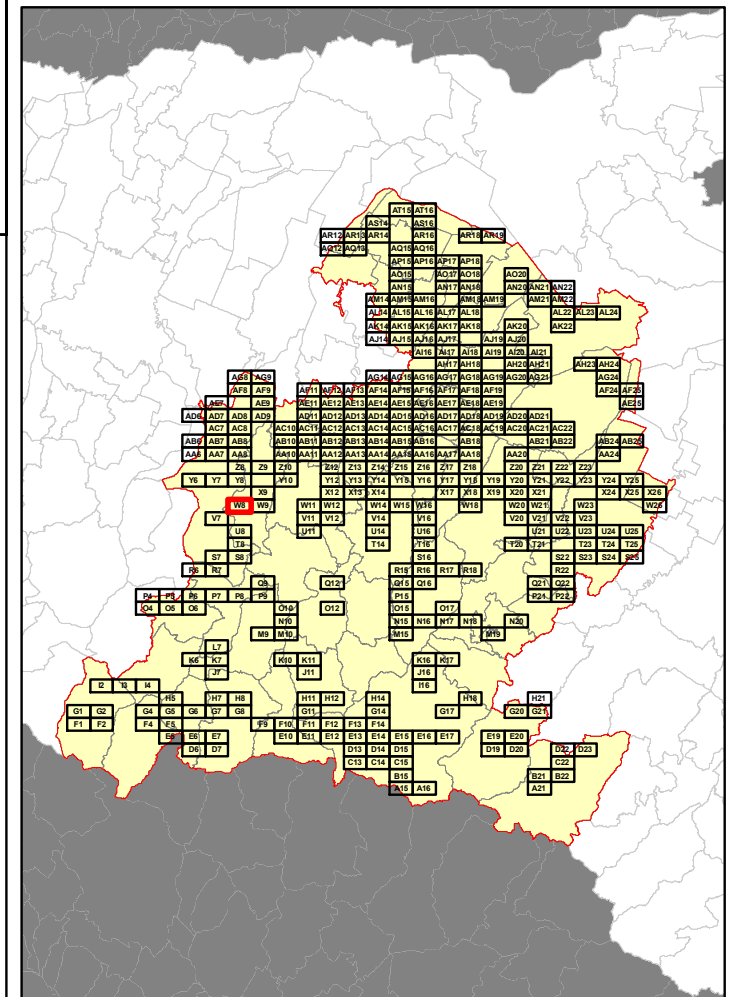 AT15 AT16
AS14 AS16
AR12 AR13 AR14 AR16 AR18 AR19
AQ12 AQ13 AQ15 AQ16
AP15 AP16 AP17 AP18
AO15 AO17 AO18 AO20
AN15 AN17 AN18 AN20 AN21 AN22
AM14 AM15 AM16 AM18 AM19 AM21 AM22
AL14 AL15 AL16 AL17 AL18 AL22 AL23 AL24
AK14 AK15 AK16 AK17 AK18 AK20 AK22
AJ14 AJ15 AJ16 AJ17 AJ19 AJ20
AI16 AI17 AI18 AI19 AI20 AI21
AH17 AH18 AH20 AH21 AH23 AH24
AG8 AG9 AG14 AG15 AG16 AG17 AG18 AG19 AG20 AG21 AG24
AF8 AF9 AF11 AF12 AF13 AF14 AF15 AF16 AF17 AF18 AF19 AF24 AF25
AE7 AE9 AE11 AE12 AE13 AE14 AE15 AE16 AE17 AE18 AE19 AE25
AD6 AD7 AD8 AD9 AD11 AD12 AD13 AD14 AD15 AD16 AD17 AD18 AD19 AD20 AD21
AC7 AC8 AC10 AC11 AC12 AC13 AC14 AC15 AC16 AC17 AC18 AC19 AC20 AC21 AC22
AB6 AB7 AB8 AB10 AB11 AB12 AB13 AB14 AB15 AB16 AB18 AB21 AB22 AB24 AB25
AA6 AA7 AA8 AA10 AA11 AA12 AA13 AA14 AA15 AA16 AA17 AA18 AA20 AA24
Z8 Z9 Z10 Z12 Z13 Z14 Z15 Z16 Z17 Z18 Z20 Z21 Z22 Z23
Y6 Y7 Y8 Y10 Y12 Y13 Y14 Y15 Y16 Y17 Y18 Y19 Y20 Y21 Y22 Y24 Y25
X9 X12 X13 X14 X17 X18 X19 X20 X21 X24 X25 X26
W8 W9 W11 W12 W14 W15 W16 W18 W20 W21 W23 W26
V7 V11 V12 V14 V16 V20 V21 V22 V23
U8 U11 U14 U16 U21 U22 U23 U24 U25
T8 T14 T16 T20 T21 T23 T24 T25
S7 S8 S16 S22 S23 S24 S25
R6 R7 R15 R16 R17 R18 R22
Q9 Q12 Q15 Q16 Q21 Q22
P4 P5 P6 P7 P8 P9 P15 P21 P22
O4 O5 O6 O10 O12 O15 O17
N10 N15 N16 N17 N18 N20
M9 M10 M15 M19
L7
K6 K7 K10 K11 K16 K17
J7 J11 J16
I2 I3 I4 I16
H5 H7 H8 H11 H12 H14 H18 H21
G1 G2 G4 G5 G6 G7 G8 G11 G14 G17 G20 G21
F1 F2 F4 F5 F9 F10 F11 F12 F13 F14
E5 E6 E7 E10 E11 E12 E13 E14 E15 E16 E17 E19 E20
D6 D7 D13 D14 D15 D19 D20 D22 D23
C13 C14 C15 C22
B15 B21 B22
A15 A16 A21